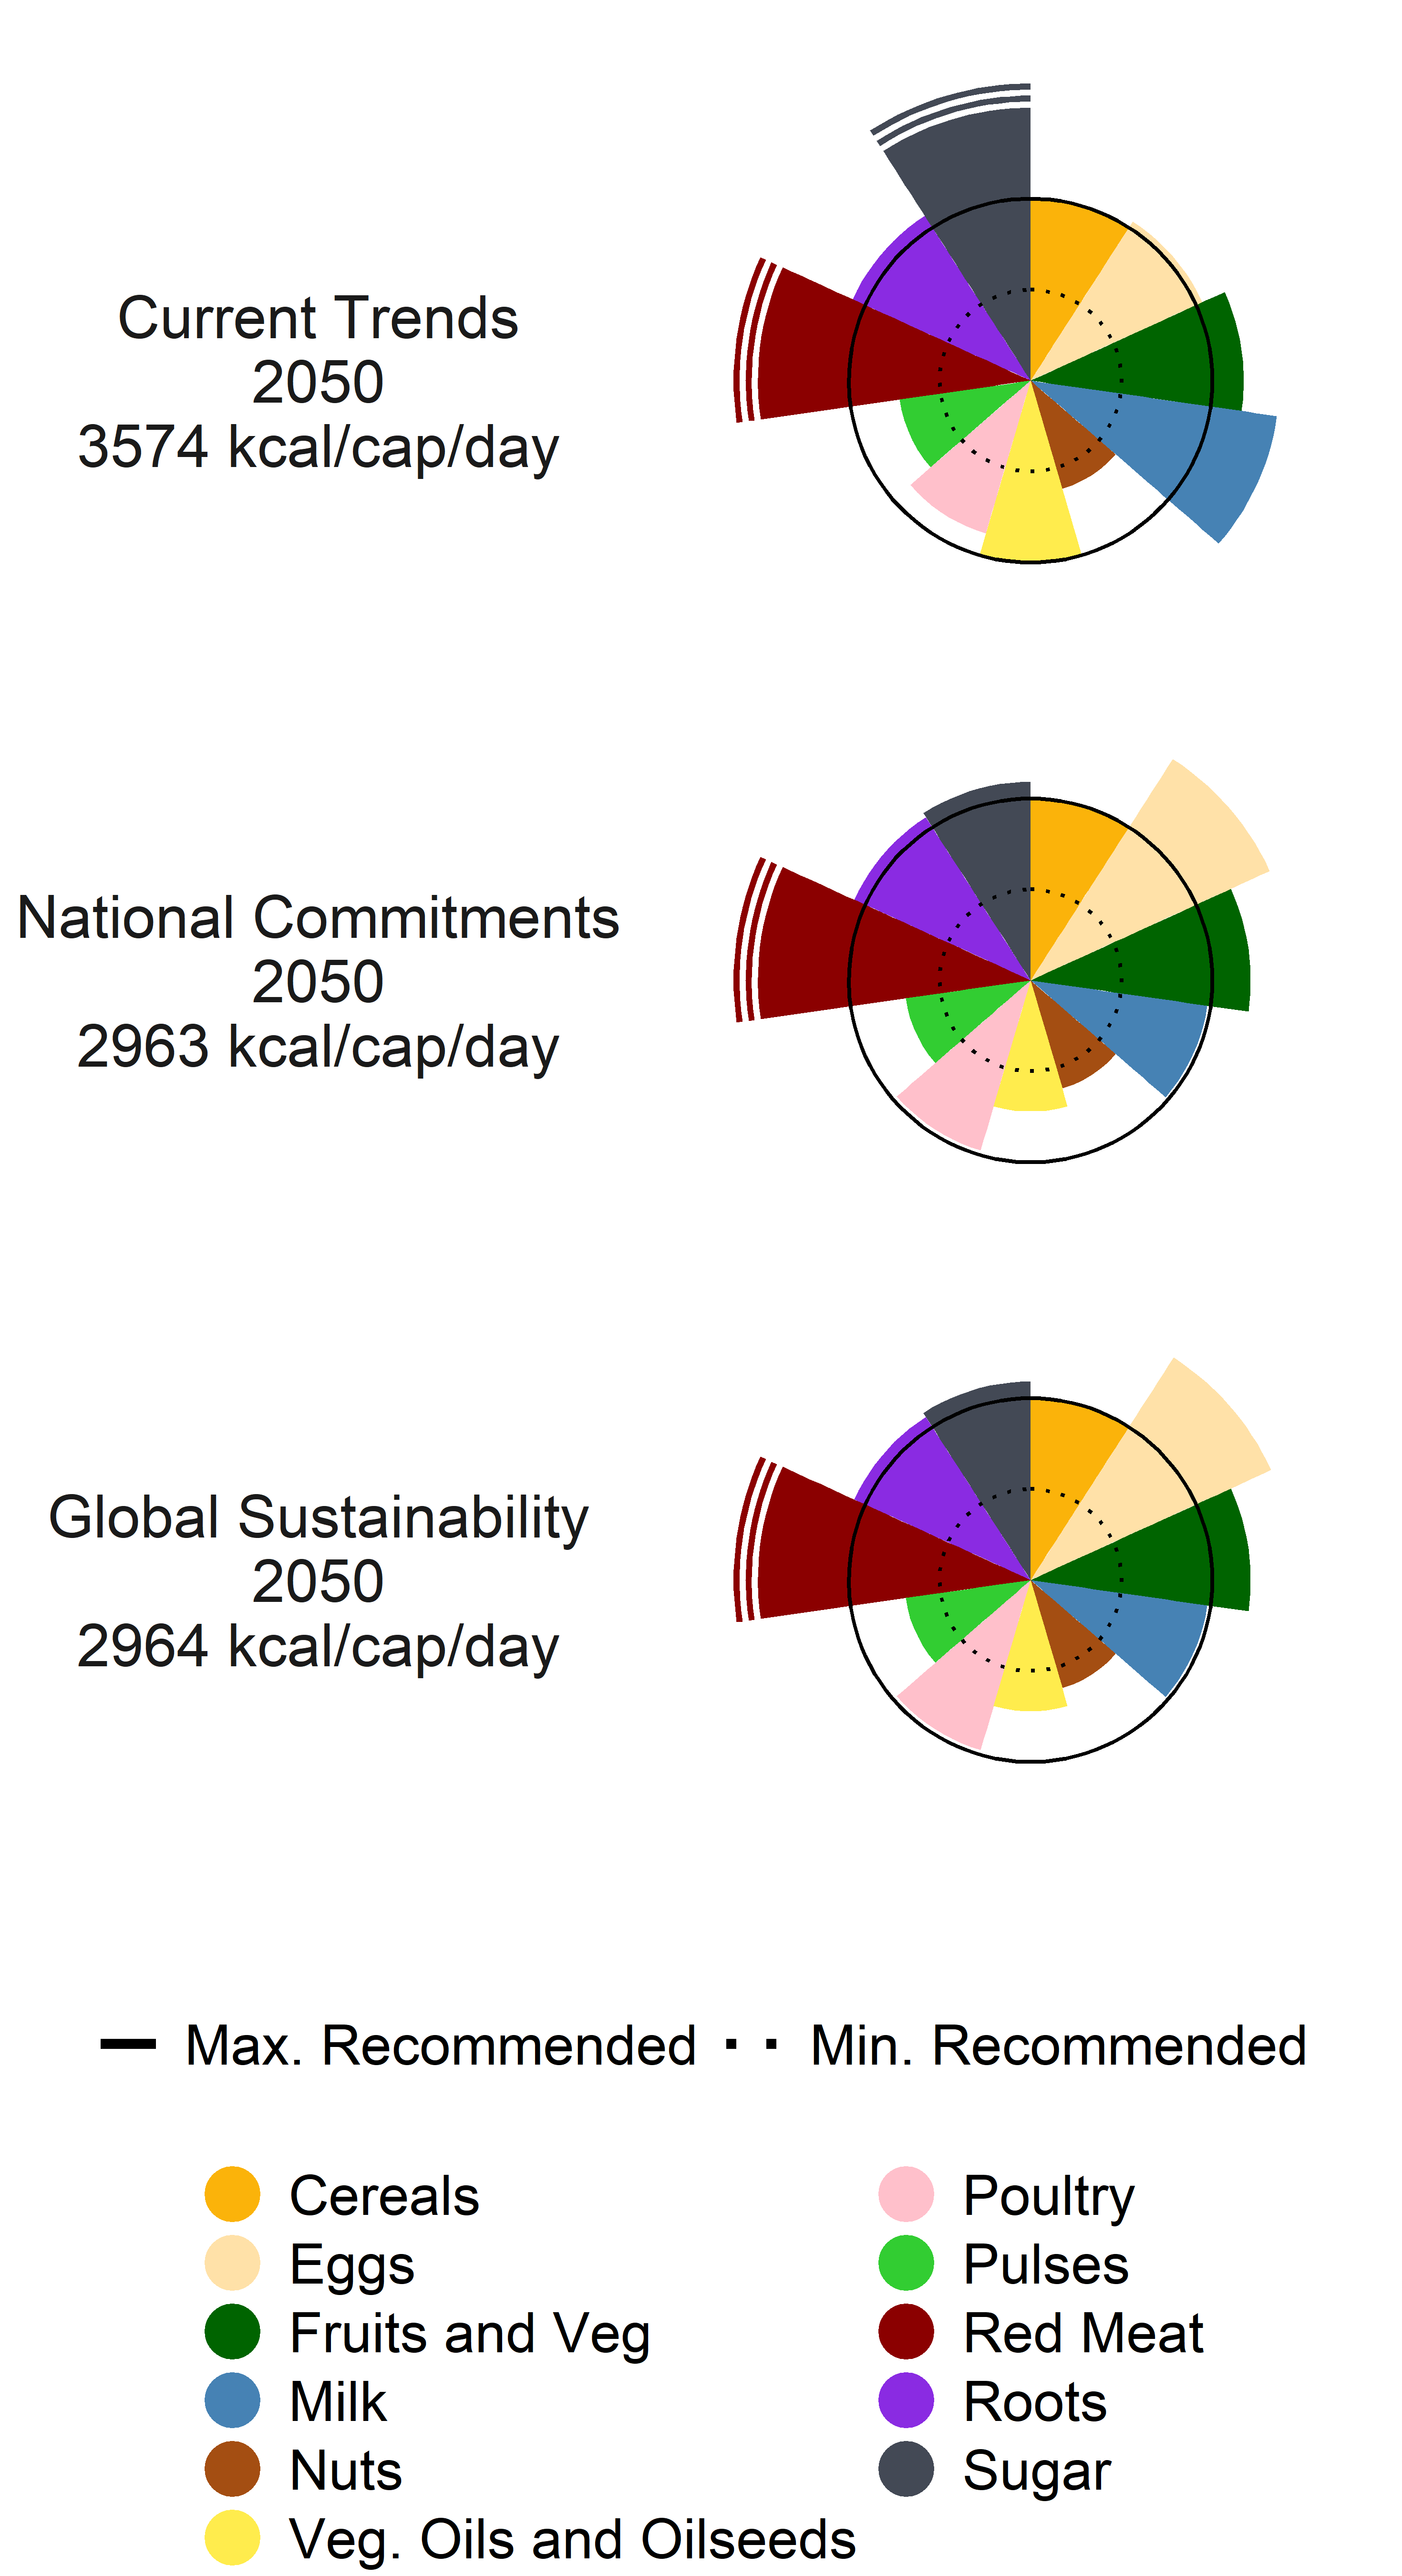 Current Trends
2050
3574 kcal/cap/day
National Commitments
2050
2963 kcal/cap/day
Global Sustainability
2050
2964 kcal/cap/day
Max. Recommended
Min. Recommended
Cereals
Eggs
Fruits and Veg
Milk
Nuts
Veg. Oils and Oilseeds
Poultry
Pulses
Red Meat
Roots
Sugar